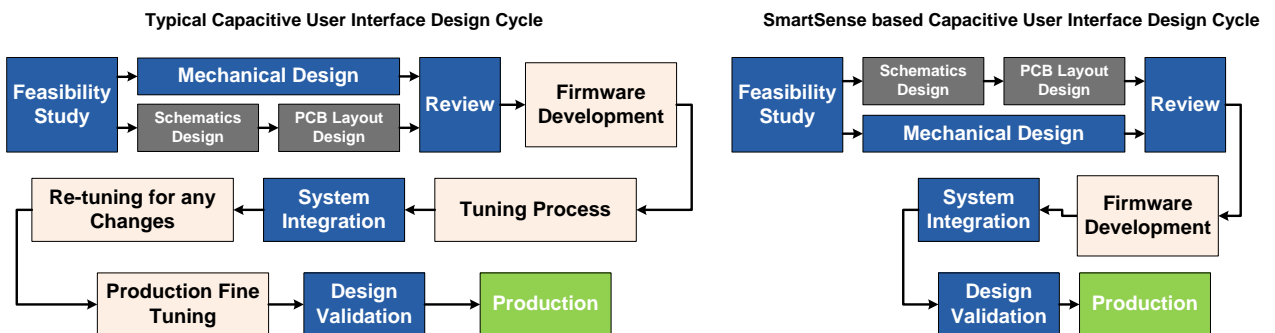 Typical Capacitive User Interface Design Cycle
Feasibility
Study
Mechanical Design
Schematics
Design
PCB Layout
Design
Review
Firmware
Development
Re-tuning for any
Changes
System
Integration
Tuning Process
Production Fine
Tuning
Design
Validation
Production
SmartSense based Capacitive User Interface Design Cycle
Feasibility
Study
Schematics
Design
PCB Layout
Design
Mechanical Design
Review
System
Integration
Firmware
Development
Design
Validation
Production